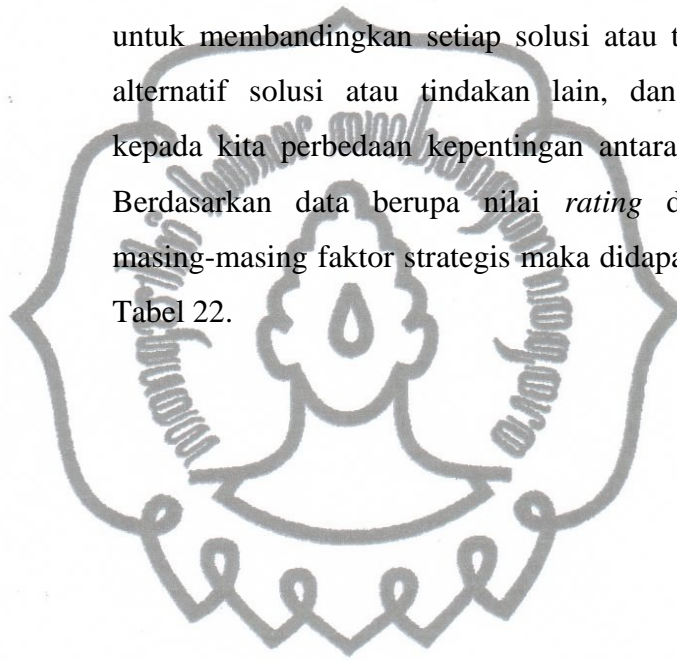 untuk membandingkan setiap solusi atau
alternatif solusi atau tindakan lain, dan
kepada kita perbedaan kepentingan antara
Berdasarkan data berupa nilai rating
masing-masing faktor strategis maka
Tabel 22.